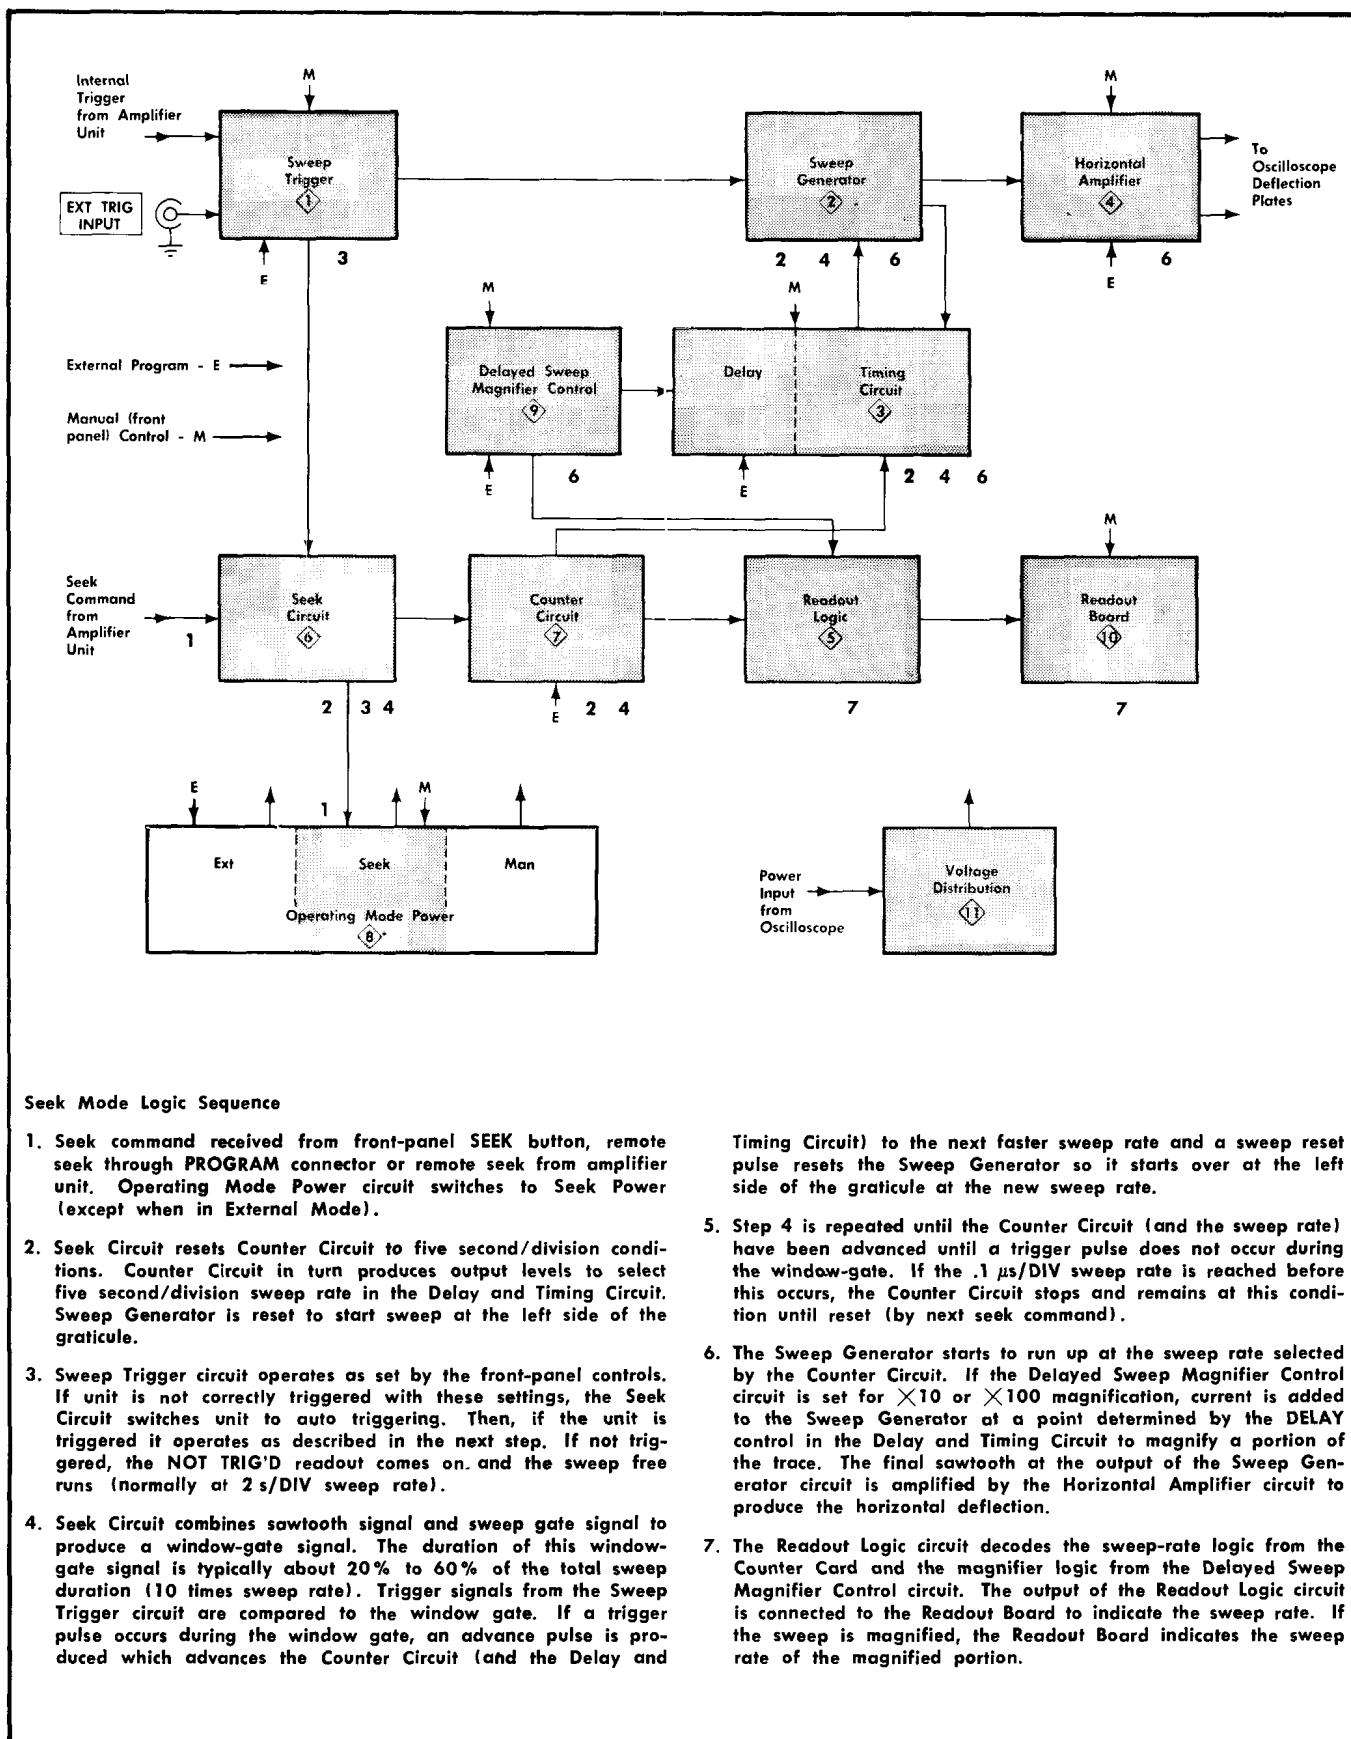 Internal
Trigger
from Amplifier
Unit
M
Sweep
Trigger
1
EXT TRIG
INPUT
E
3
Sweep
Generator
2
2 4 6
M
Horizontal
Amplifier
4
E
6
To
Oscilloscope
Deflection
Plates
External Program - E
Manual (front
panel) Control - M
M
Delayed Sweep
Magnifier Control
9
E
6
M
Delay
Timing
Circuit
3
E
2 4 6
Seek
Command
from
Amplifier
Unit
1
Seek
Circuit
6
2 3 4
Counter
Circuit
7
E 2 4
Readout
Logic
5
7
M
Readout
Board
10
7
E
1
M
Ext
Seek
Man
Operating Mode Power
8
Power
Input
from
Oscilloscope
Voltage
Distribution
11
Seek Mode Logic Sequence
1. Seek command received from front-panel SEEK button, remote
seek through PROGRAM connector or remote seek from amplifier
unit. Operating Mode Power circuit switches to Seek Power
(except when in External Mode).
2. Seek Circuit resets Counter Circuit to five second/division condi-
tions. Counter Circuit in turn produces output levels to select
five second/division sweep rate in the Delay and Timing Circuit.
Sweep Generator is reset to start sweep at the left side of the
graticule.
3. Sweep Trigger circuit operates as set by the front-panel controls.
If unit is not correctly triggered with these settings, the Seek
Circuit switches unit to auto triggering. Then, if the unit is
triggered it operates as described in the next step. If not trig-
gered, the NOT TRIG'D readout comes on and the sweep free
runs (normally at 2 s/DIV sweep rate).
4. Seek Circuit combines sawtooth signal and sweep gate signal to
produce a window-gate signal. The duration of this window-
gate signal is typically about 20% to 60% of the total sweep
duration (10 times sweep rate). Trigger signals from the Sweep
Trigger circuit are compared to the window gate. If a trigger
pulse occurs during the window gate, an advance pulse is pro-
duced which advances the Counter Circuit (and the Delay and
Timing Circuit) to the next faster sweep rate and a sweep reset
pulse resets the Sweep Generator so it starts over at the left
side of the graticule at the new sweep rate.
5. Step 4 is repeated until the Counter Circuit (and the sweep rate)
have been advanced until a trigger pulse does not occur during
the window-gate. If the .1 μs/DIV sweep rate is reached before
this occurs, the Counter Circuit stops and remains at this condi-
tion until reset (by next seek command).
6. The Sweep Generator starts to run up at the sweep rate selected
by the Counter Circuit. If the Delayed Sweep Magnifier Control
circuit is set for X10 or X100 magnification, current is added
to the Sweep Generator at a point determined by the DELAY
control in the Delay and Timing Circuit to magnify a portion of
the trace. The final sawtooth at the output of the Sweep Gen-
erator circuit is amplified by the Horizontal Amplifier circuit to
produce the horizontal deflection.
7. The Readout Logic circuit decodes the sweep-rate logic from the
Counter Card and the magnifier logic from the Delayed Sweep
Magnifier Control circuit. The output of the Readout Logic circuit
is connected to the Readout Board to indicate the sweep rate. If
the sweep is magnified, the Readout Board indicates the sweep
rate of the magnified portion.